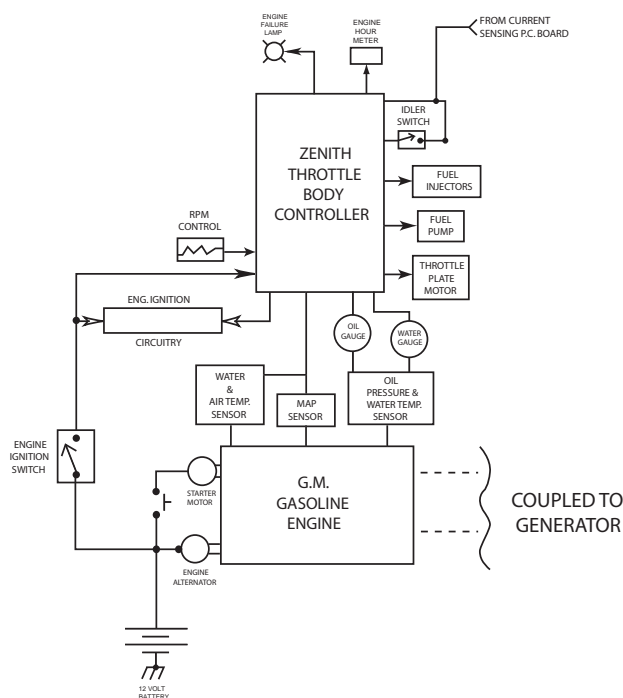 ENGINE
FAILURE
LAMP
ENGINE
HOUR
METER
FROM CURRENT
SENSING P.C. BOARD
IDLER
SWITCH
ZENITH
THROTTLE
BODY
CONTROLLER
FUEL
INJECTORS
RPM
CONTROL
FUEL
PUMP
THROTTLE
PLATE
MOTOR
ENG. IGNITION
CIRCUITRY
OIL
GAUGE
WATER
GAUGE
WATER
&
AIR TEMP.
SENSOR
MAP
SENSOR
OIL
PRESSURE &
WATER TEMP.
SENSOR
ENGINE
IGNITION
SWITCH
STARTER
MOTOR
G.M.
GASOLINE
ENGINE
COUPLED TO
GENERATOR
ENGINE
ALTERNATOR
12 VOLT
BATTERY